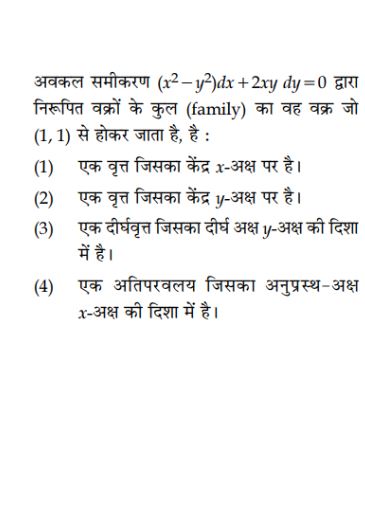 अवकल समीकरण (x²−y²)dx+2xy dy=0 द्वारा
निरूपित वक्रों के कुल (family) का वह वक्र जो
(1, 1) से होकर जाता है, है :
(1) एक वृत्त जिसका केंद्र x-अक्ष पर है।
(2) एक वृत्त जिसका केंद्र y-अक्ष पर है।
(3) एक दीर्घवृत्त जिसका दीर्घ अक्ष y-अक्ष की दिशा
में है।
(4) एक अतिपरवलय जिसका अनुप्रस्थ-अक्ष
x-अक्ष की दिशा में है।